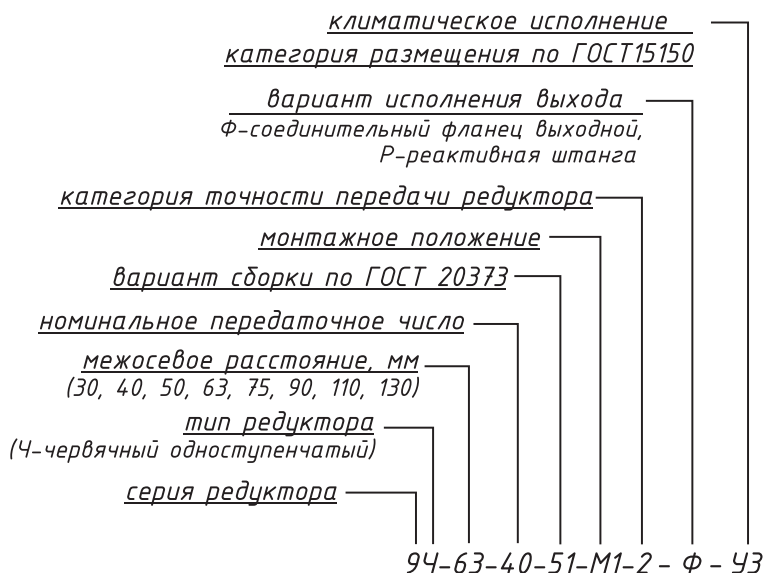 климатическое исполнение
категория размещения по ГОСТ15150
вариант исполнения выхода
Ф-соединительный фланец выходной,
Р-реактивная штанга
категория точности передачи редуктора
монтажное положение
вариант сборки по ГОСТ 20373
номинальное передаточное число
межосевое расстояние, мм
(30, 40, 50, 63, 75, 90, 110, 130)
тип редуктора
(Ч-червячный одноступенчатый)
серия редуктора
9Ч-63-40-51-М1-2 - Ф - У3